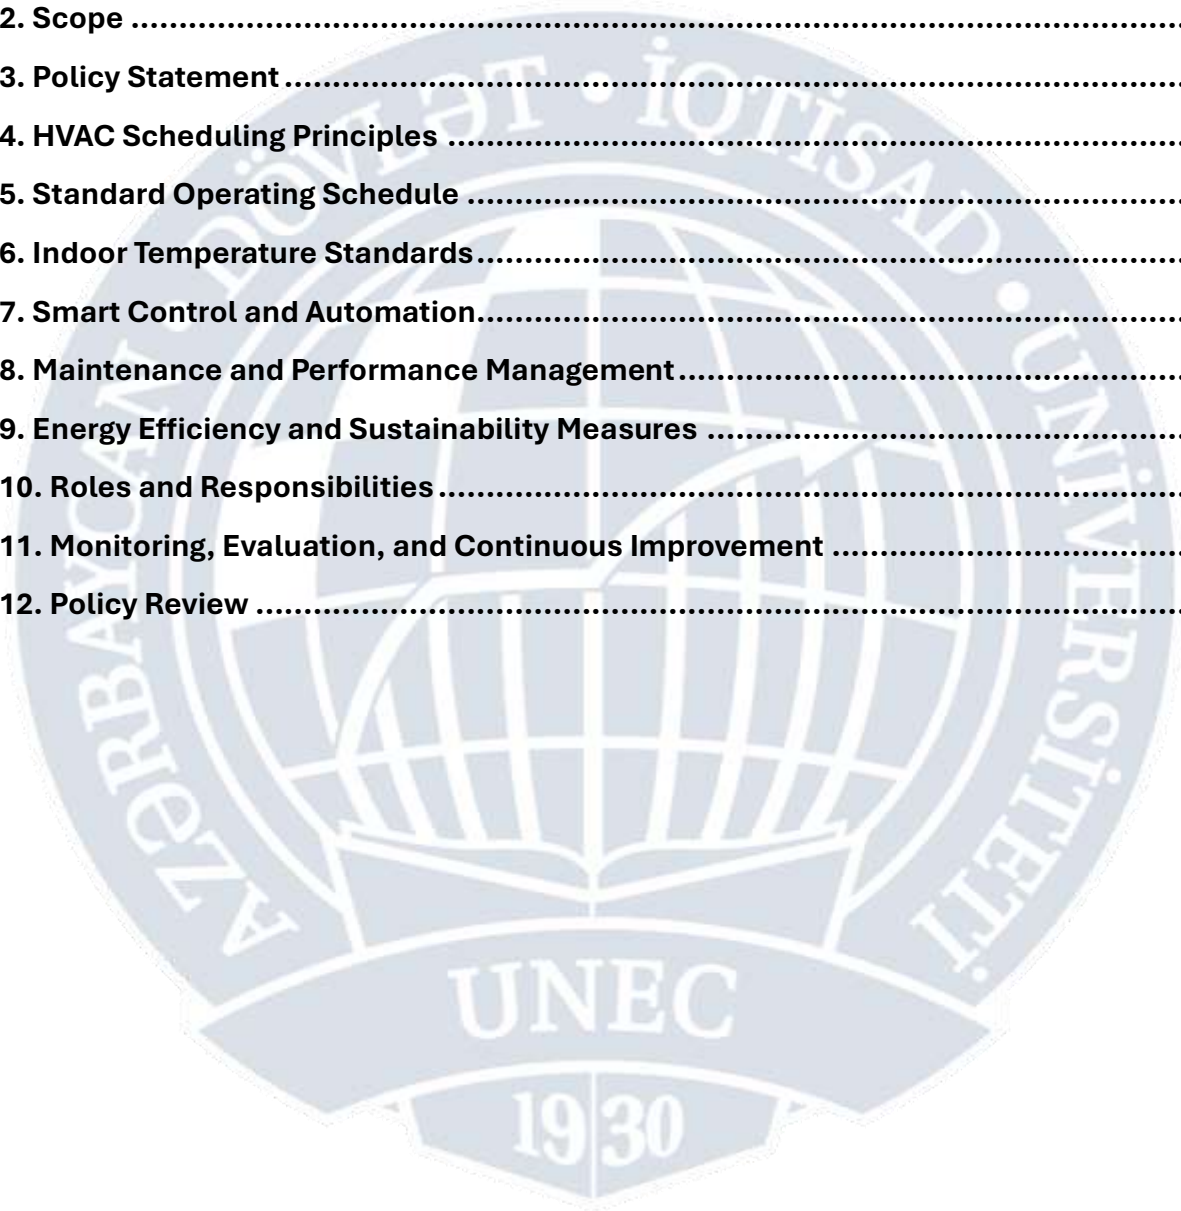 2. Scope ........................................................................................................
3. Policy Statement ........................................................................................
4. HVAC Scheduling Principles ......................................................................
5. Standard Operating Schedule ....................................................................
6. Indoor Temperature Standards ...................................................................
7. Smart Control and Automation ...................................................................
8. Maintenance and Performance Management ................................................
9. Energy Efficiency and Sustainability Measures .............................................
10. Roles and Responsibilities ........................................................................
11. Monitoring, Evaluation, and Continuous Improvement ..................................
12. Policy Review ..........................................................................................
AZƏRBAYCAN • DÖVLƏT • İQTİSAD • UNİVERSİTETİ
UNEC
1930